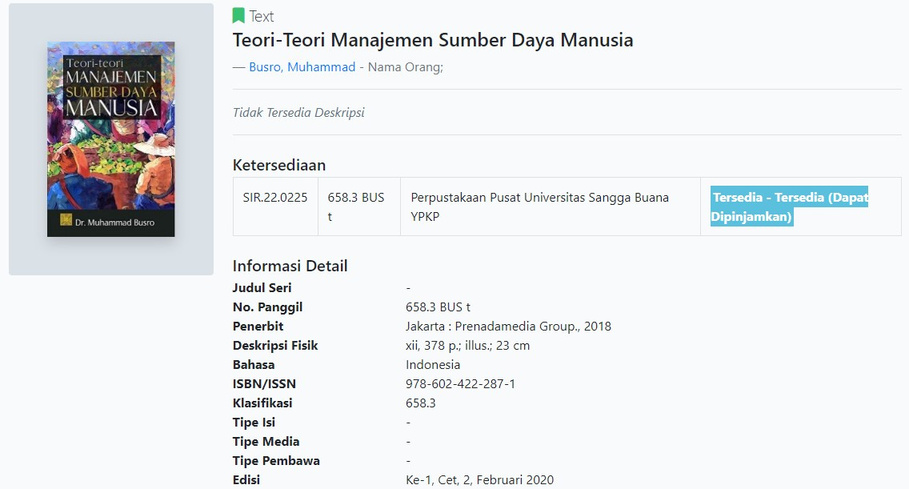 Text
Teori-Teori Manajemen Sumber Daya Manusia
— Busro, Muhammad - Nama Orang;
Teori-teori
MANAJEMEN
SUMBER DAYA
MANUSIA
Dr. Muhammad Busro
Tidak Tersedia Deskripsi
Ketersediaan
SIR.22.0225
658.3 BUS
t
Perpustakaan Pusat Universitas Sangga Buana
YPKP
Tersedia - Tersedia (Dapat
Dipinjamkan)
Informasi Detail
Judul Seri -
No. Panggil 658.3 BUS t
Penerbit Jakarta : Prenadamedia Group., 2018
Deskripsi Fisik xii, 378 p.; illus.; 23 cm
Bahasa Indonesia
ISBN/ISSN 978-602-422-287-1
Klasifikasi 658.3
Tipe Isi -
Tipe Media -
Tipe Pembawa -
Edisi Ke-1, Cet, 2, Februari 2020